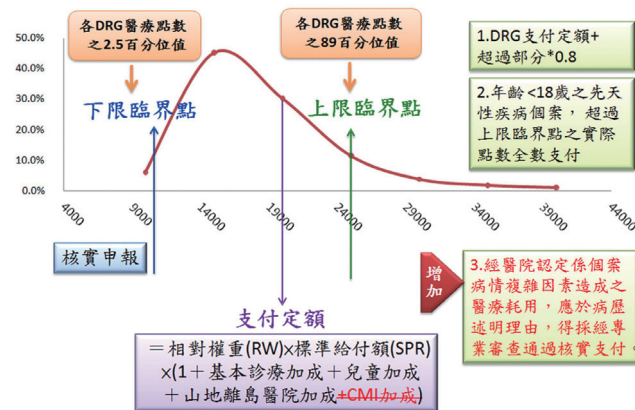 各DRG醫療點數
之2.5百分位值
各DRG醫療點數
之89百分位值
1.DRG支付定額+
超過部分*0.8
2.年齡<18歲之先天
性疾病個案，超過
上限臨界點之實際
點數全數支付
50.0%
40.0%
30.0%
20.0%
10.0%
0.0%
下限臨界點
上限臨界點
4000
9000
14000
19000
24000
29000
34000
39000
44000
核實申報
增加
3.經醫院認定係個案
病情複雜因素造成之
醫療耗用，應於病歷
述明理由，得採經專
業審查通過核實支付。
支付定額
＝相對權重(RW)×標準給付額(SPR)
×(1＋基本診療加成＋兒童加成
＋山地離島醫院加成+CMI加成)